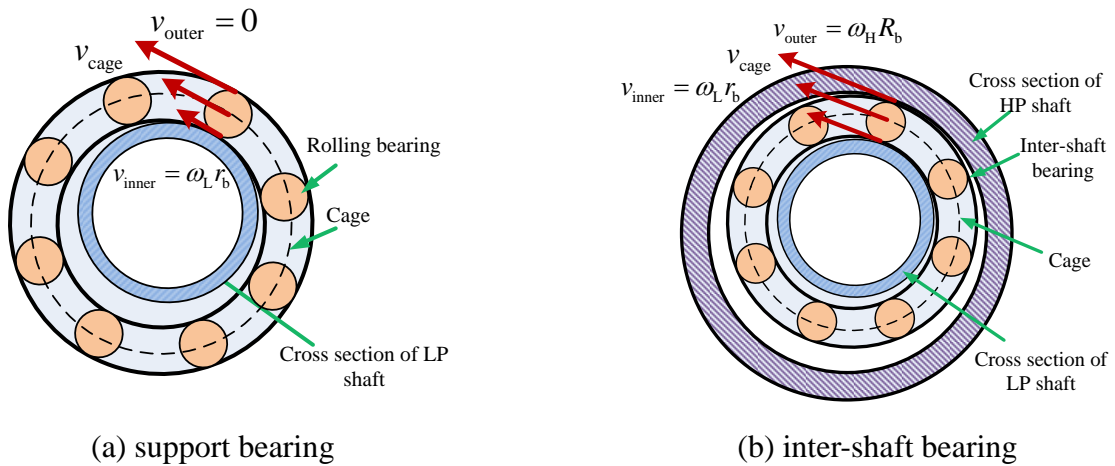 v_outer = 0
v_cage
Rolling bearing
v_inner = ω_L r_b
Cage
Cross section of LP
shaft
(a) support bearing
v_outer = ω_H R_b
v_cage
v_inner = ω_L r_b
Cross section of
HP shaft
Inter-shaft
bearing
Cage
Cross section of
LP shaft
(b) inter-shaft bearing